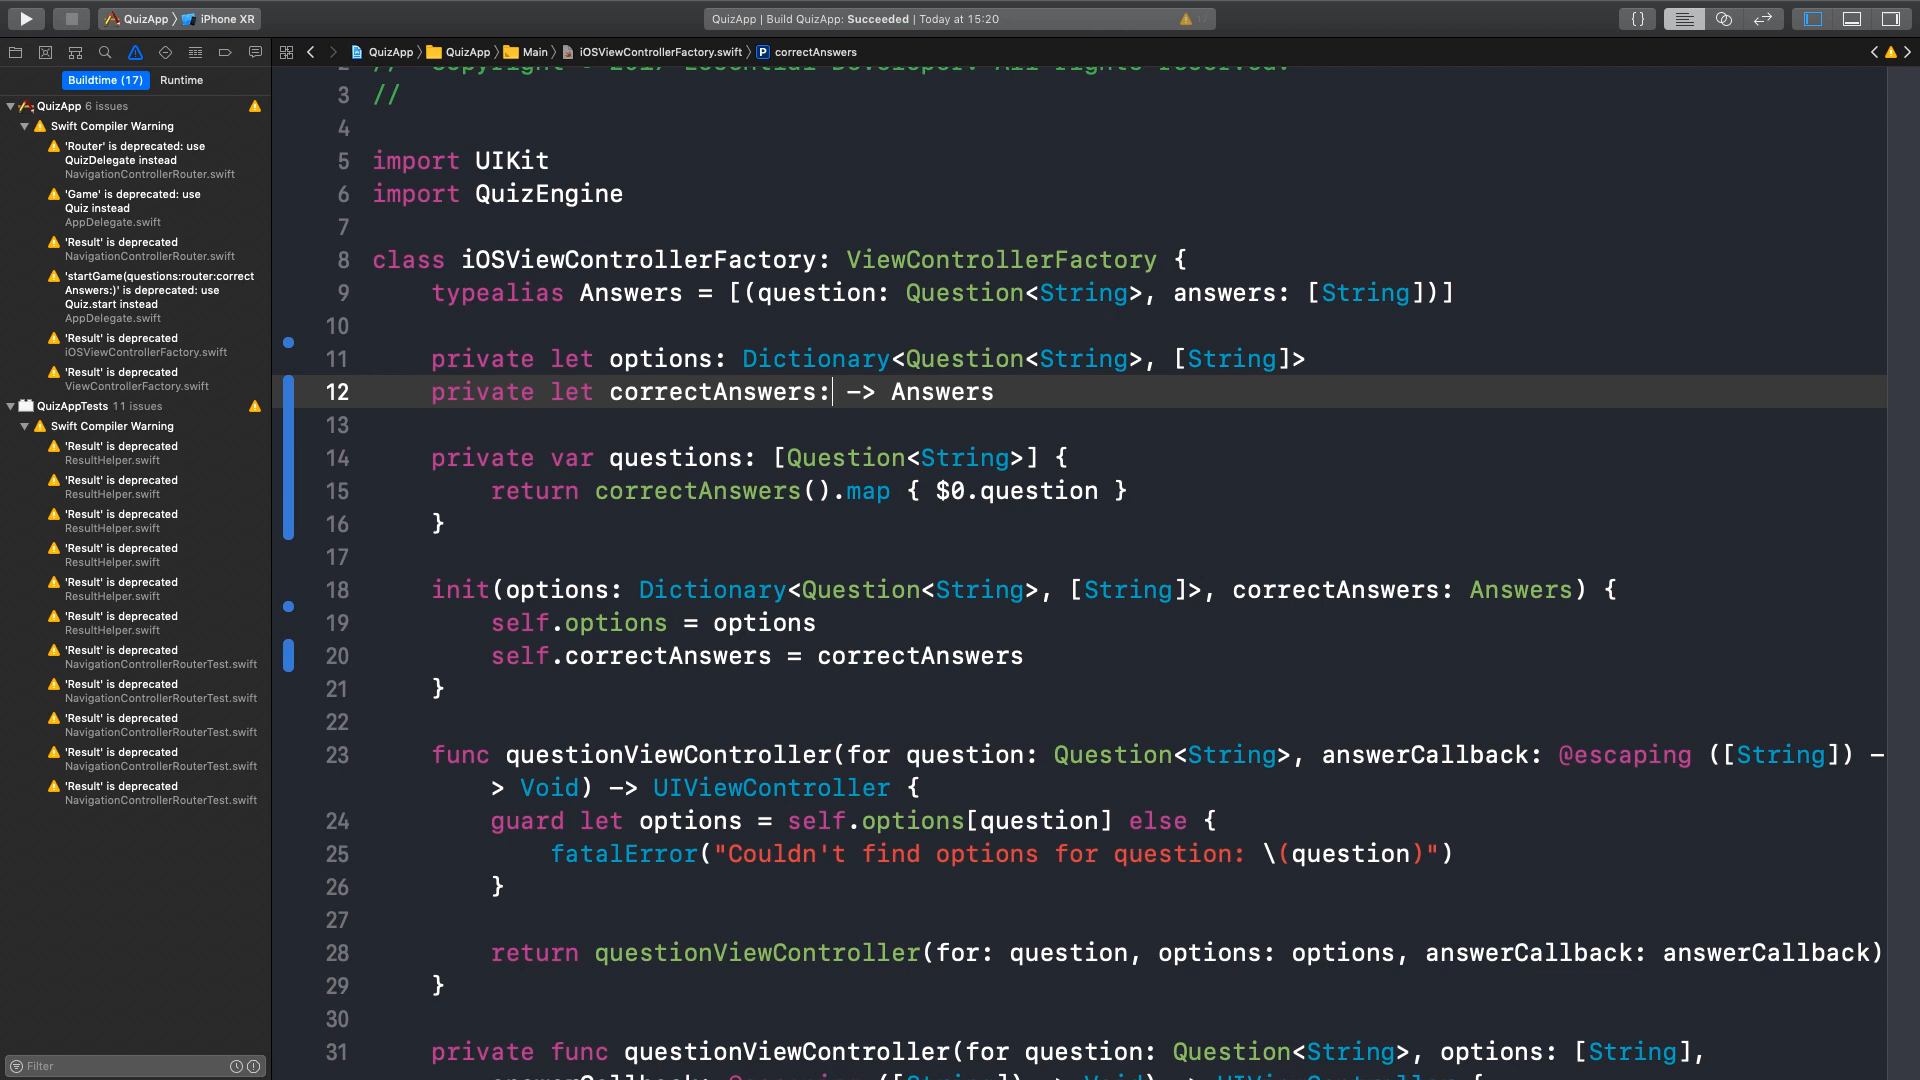 QuizApp iPhone XR
QuizApp | Build QuizApp: Succeeded | Today at 15:20
QuizApp QuizApp Main iOSViewControllerFactory.swift P correctAnswers
Buildtime (17) Runtime
QuizApp 6 issues
Swift Compiler Warning
'Router' is deprecated: use
QuizDelegate instead
NavigationControllerRouter.swift
'Game' is deprecated: use
Quiz instead
AppDelegate.swift
'Result' is deprecated
NavigationControllerRouter.swift
'startGame(questions:router:correct
Answers:)' is deprecated: use
Quiz.start instead
AppDelegate.swift
'Result' is deprecated
iOSViewControllerFactory.swift
'Result' is deprecated
ViewControllerFactory.swift
QuizAppTests 11 issues
Swift Compiler Warning
'Result' is deprecated
ResultHelper.swift
'Result' is deprecated
ResultHelper.swift
'Result' is deprecated
ResultHelper.swift
'Result' is deprecated
ResultHelper.swift
'Result' is deprecated
ResultHelper.swift
'Result' is deprecated
ResultHelper.swift
'Result' is deprecated
NavigationControllerRouterTest.swift
'Result' is deprecated
NavigationControllerRouterTest.swift
'Result' is deprecated
NavigationControllerRouterTest.swift
'Result' is deprecated
NavigationControllerRouterTest.swift
'Result' is deprecated
NavigationControllerRouterTest.swift
Filter
3 //
4
5 import UIKit
6 import QuizEngine
7
8 class iOSViewControllerFactory: ViewControllerFactory {
9 typealias Answers = [(question: Question<String>, answers: [String])]
10
11 private let options: Dictionary<Question<String>, [String]>
12 private let correctAnswers: -> Answers
13
14 private var questions: [Question<String>] {
15 return correctAnswers().map { $0.question }
16 }
17
18 init(options: Dictionary<Question<String>, [String]>, correctAnswers: Answers) {
19 self.options = options
20 self.correctAnswers = correctAnswers
21 }
22
23 func questionViewController(for question: Question<String>, answerCallback: @escaping ([String]) -
> Void) -> UIViewController {
24 guard let options = self.options[question] else {
25 fatalError("Couldn't find options for question: \(question)")
26 }
27
28 return questionViewController(for: question, options: options, answerCallback: answerCallback)
29 }
30
31 private func questionViewController(for question: Question<String>, options: [String],